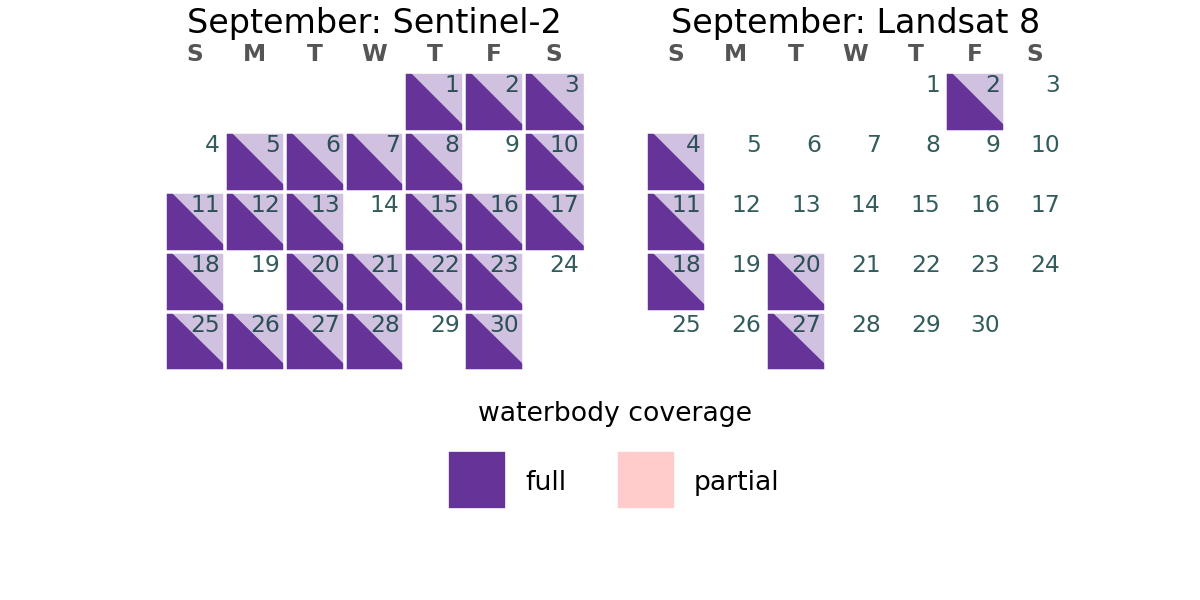 September: Sentinel-2
S M T W T F S
1 2 3
4 5 6 7 8 9 10
11 12 13 14 15 16 17
18 19 20 21 22 23 24
25 26 27 28 29 30
September: Landsat 8
S M T W T F S
1 2 3
4 5 6 7 8 9 10
11 12 13 14 15 16 17
18 19 20 21 22 23 24
25 26 27 28 29 30
waterbody coverage
full
partial